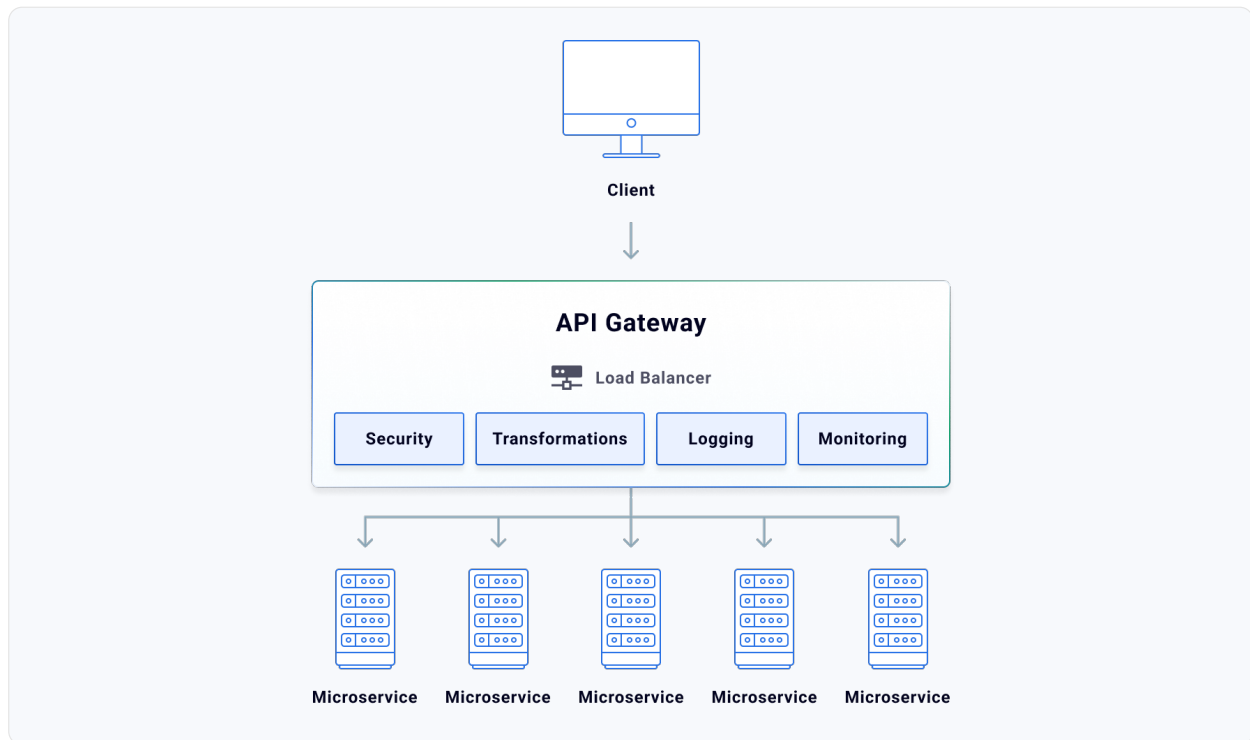 Client
API Gateway
Load Balancer
Security Transformations Logging Monitoring
Microservice Microservice Microservice Microservice Microservice